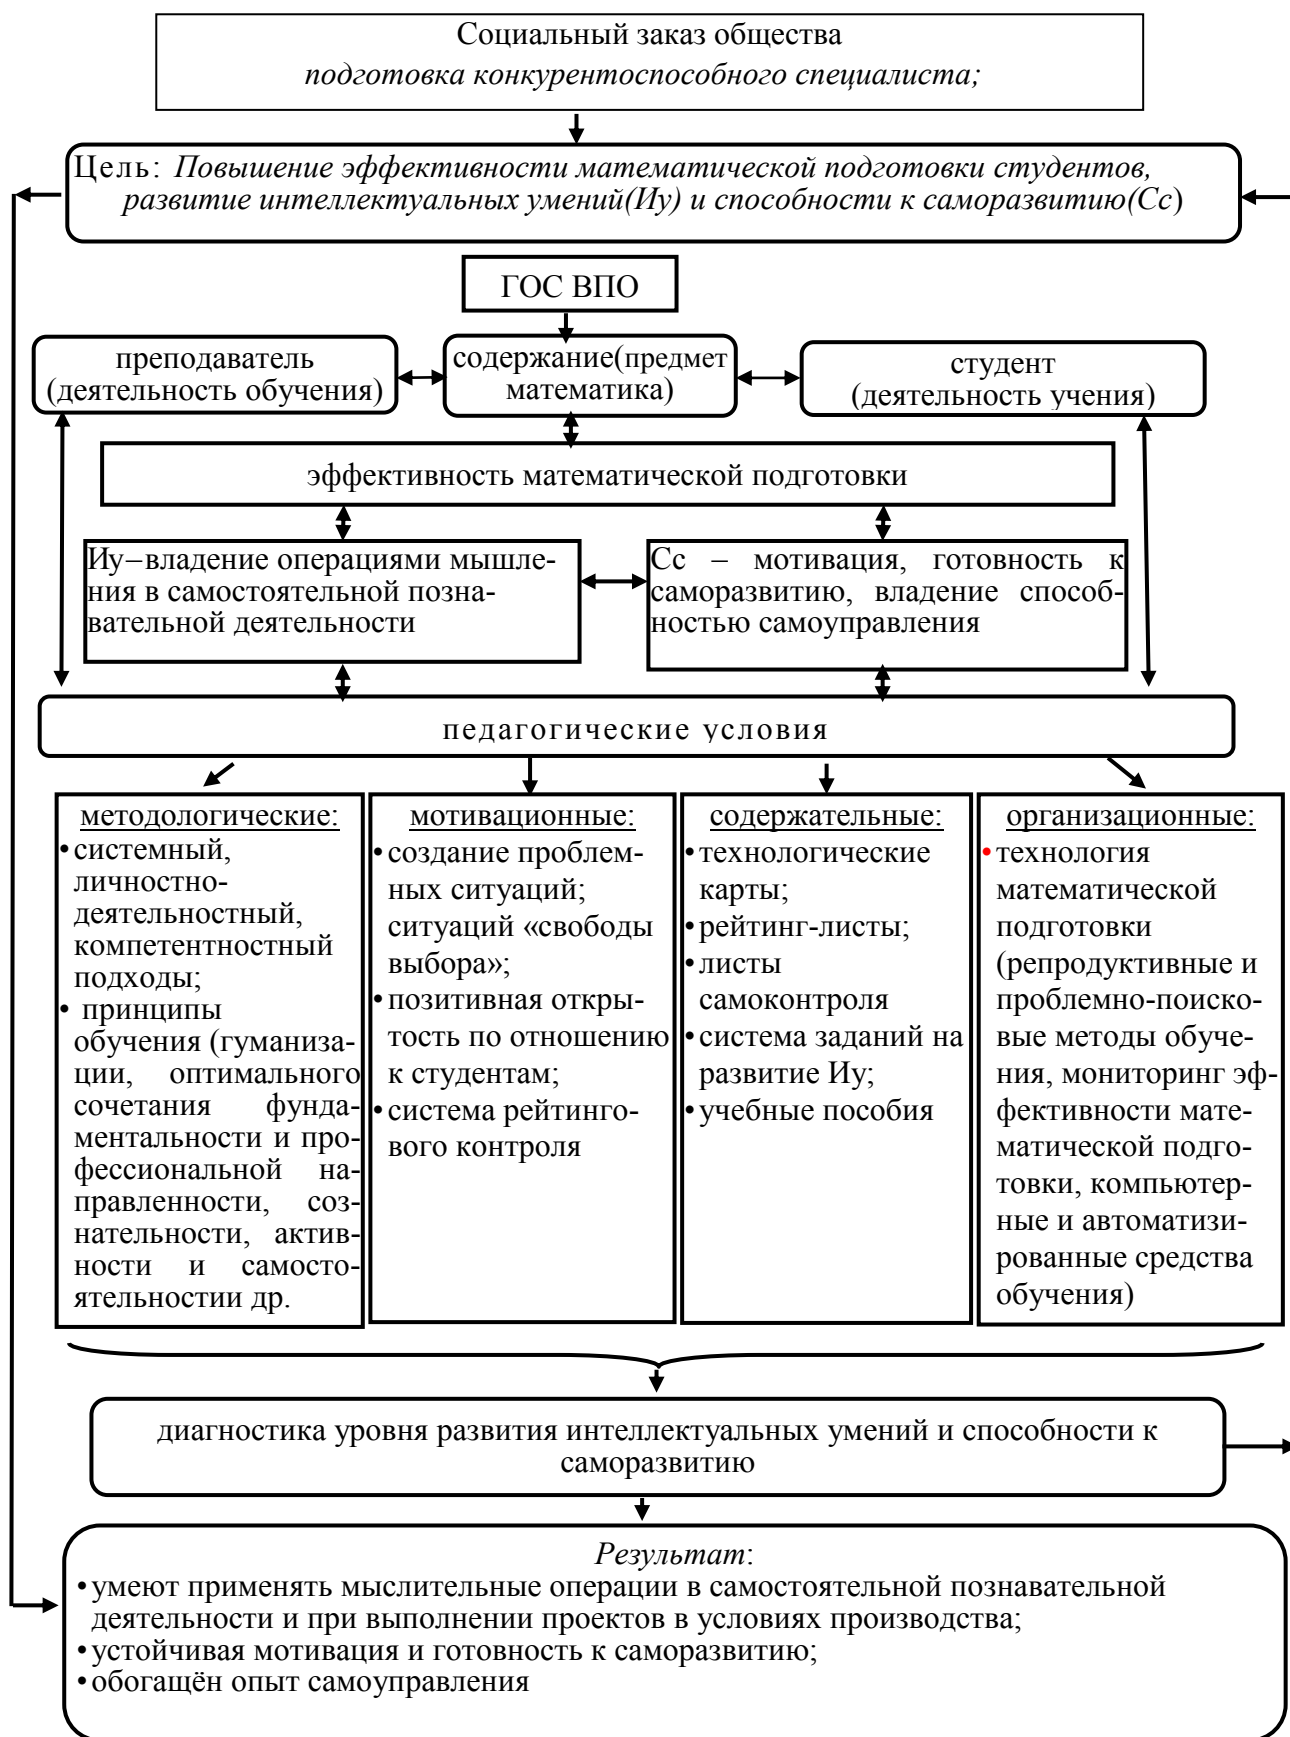 Социальный заказ общества
подготовка конкурентоспособного специалиста;
Цель: Повышение эффективности математической подготовки студентов,
развитие интеллектуальных умений(Иу) и способности к саморазвитию(Сс)
ГОС ВПО
преподаватель
(деятельность обучения)
содержание(предмет
математика)
студент
(деятельность учения)
эффективность математической подготовки
Иу–владение операциями мышле-
ния в самостоятельной позна-
вательной деятельности
Сс – мотивация, готовность к
саморазвитию, владение способ-
ностью самоуправления
педагогические условия
методологические:
•системный,
личностно-
деятельностный,
компетентностный
подходы;
• принципы
обучения (гуманиза-
ции, оптимального
сочетания фунда-
ментальности и про-
фессиональной на-
правленности, соз-
нательности, актив-
ности и самосто-
ятельностии др.
мотивационные:
•создание проблем-
ных ситуаций;
ситуаций «свободы
выбора»;
•позитивная откры-
тость по отношению
к студентам;
•система рейтинго-
вого контроля
содержательные:
•технологические
карты;
•рейтинг-листы;
•листы
самоконтроля
•система заданий на
развитие Иу;
•учебные пособия
организационные:
•технология
математической
подготовки
(репродуктивные и
проблемно-поиско-
вые методы обуче-
ния, мониторинг эф-
фективности мате-
матической подго-
товки, компьютер-
ные и автоматизи-
рованные средства
обучения)
диагностика уровня развития интеллектуальных умений и способности к
саморазвитию
Результат:
•умеют применять мыслительные операции в самостоятельной познавательной
деятельности и при выполнении проектов в условиях производства;
•устойчивая мотивация и готовность к саморазвитию;
•обогащён опыт самоуправления